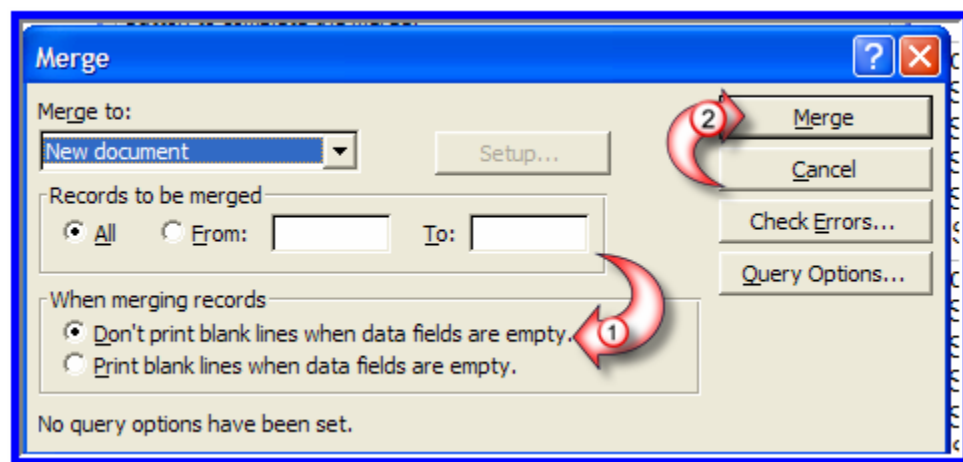 Merge
Merge to:
New document
Setup...
Records to be merged
All From: To:
When merging records
Don't print blank lines when data fields are empty.
Print blank lines when data fields are empty.
No query options have been set.
2
Merge
Cancel
Check Errors...
Query Options...
1